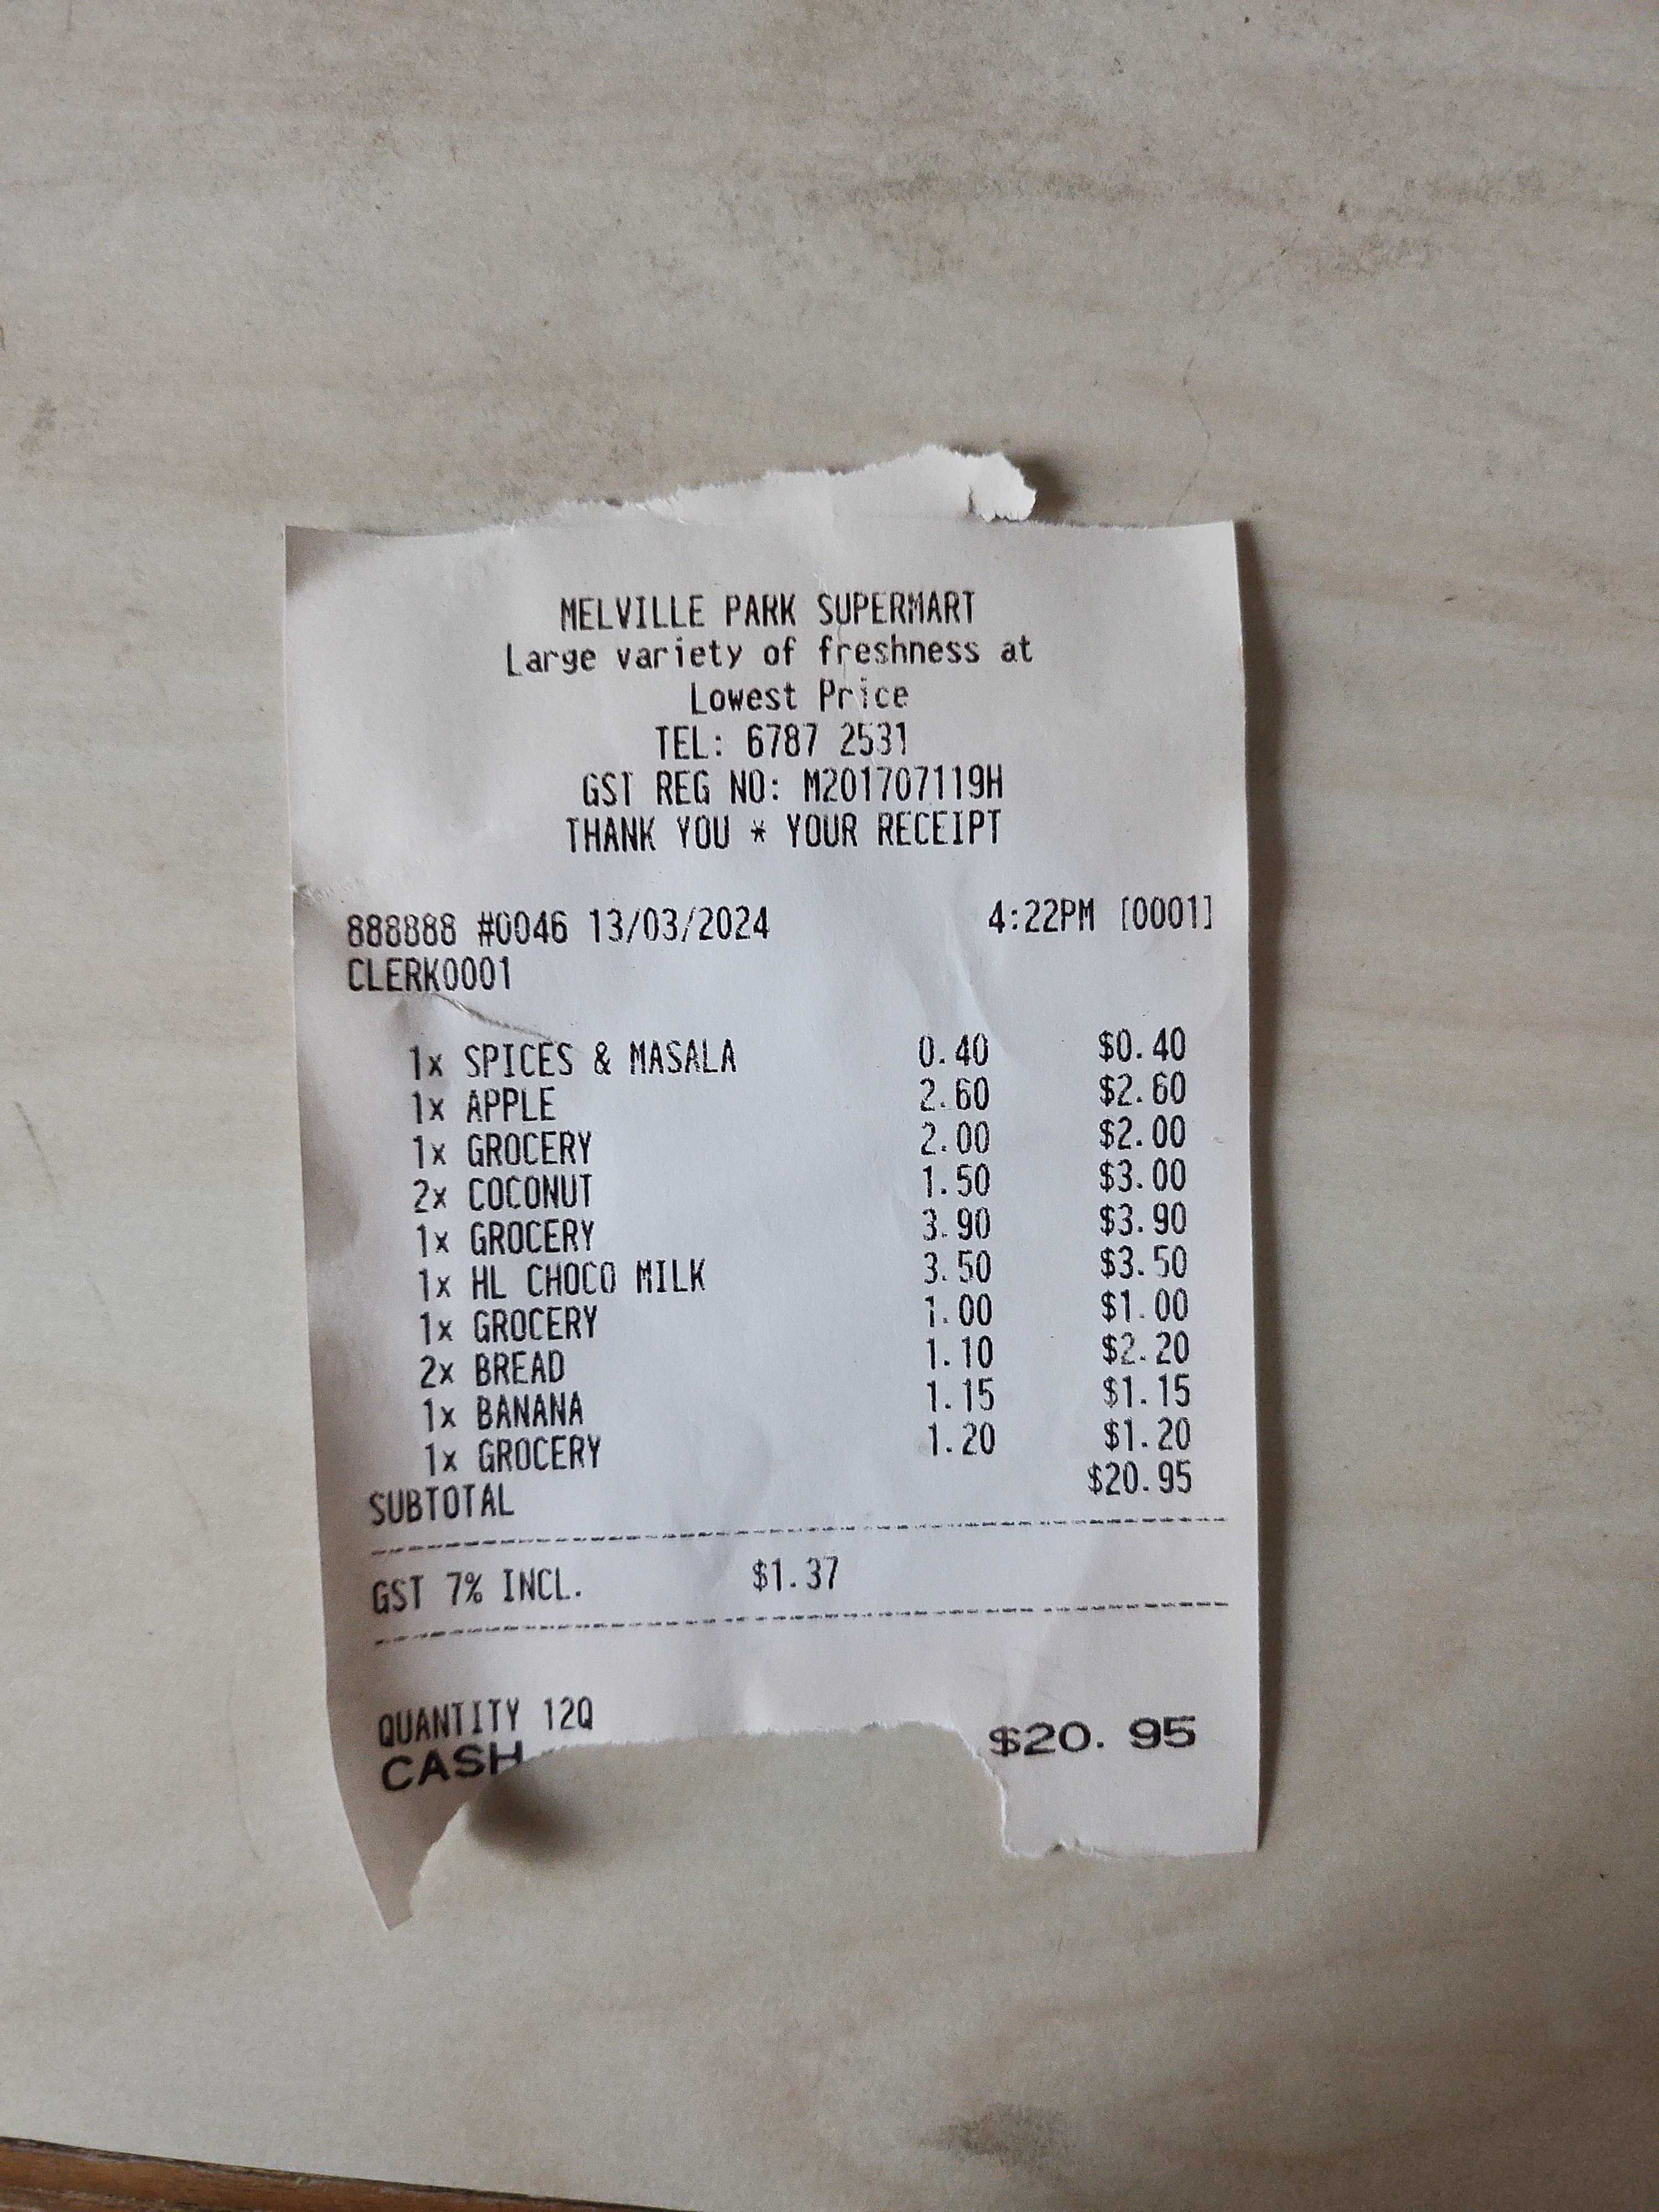 MELVILLE PARK SUPERMART
Large variety of freshness at
Lowest Price
TEL: 6787 2531
GST REG NO: M201707119H
THANK YOU * YOUR RECEIPT
888888 #0046 13/03/2024 4:22PM [0001]
CLERK0001
1x SPICES & MASALA 0.40 $0.40
1x APPLE 2.60 $2.60
1x GROCERY 2.00 $2.00
2x COCONUT 1.50 $3.00
1x GROCERY 3.90 $3.90
1x HL CHOCO MILK 3.50 $3.50
1x GROCERY 1.00 $1.00
2x BREAD 1.10 $2.20
1x BANANA 1.15 $1.15
1x GROCERY 1.20 $1.20
SUBTOTAL $20.95
GST 7% INCL. $1.37
QUANTITY 12Q
CASH $20.95